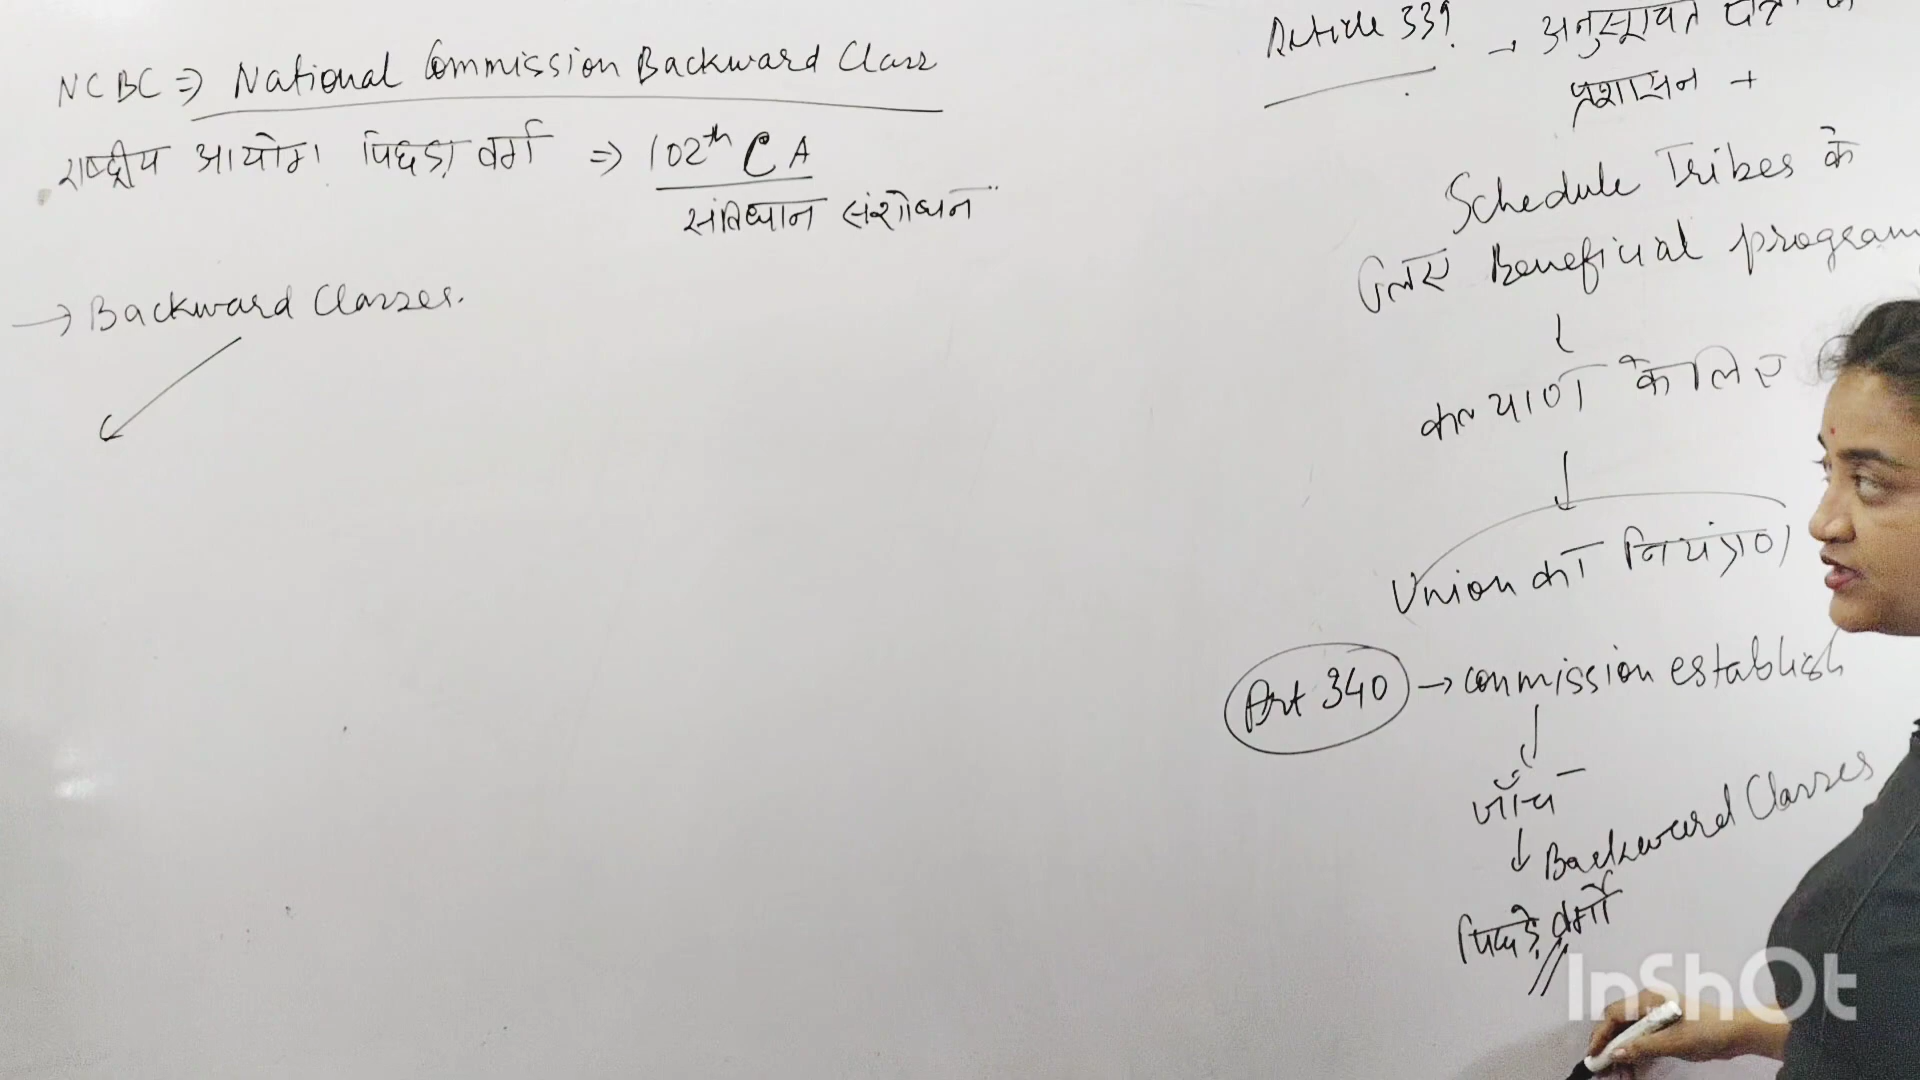 NCBC ⇒ National Commission Backward Class
राष्ट्रीय आयोग पिछड़ा वर्ग ⇒ 102th CA
संविधान संशोधन
→ Backward Classes.
Article 339 → अनुसूचित
प्रशासन +
Schedule Tribes के
लिए Beneficial program
↓
कल्याण के लिए
↓
Union का नियंत्रण
Art 340 → Commission establish
↓
जाँच
↓ Backward Classes
पिछड़े वर्गों
InShOt